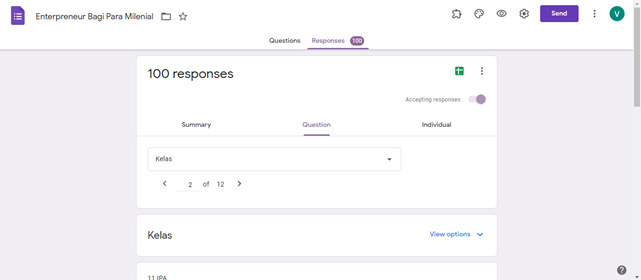 Enterpreneur Bagi Para Milenial
Send
V
Questions
Responses 100
100 responses
Accepting responses
Summary
Question
Individual
Kelas
2 of 12
Kelas
View options
11 IPA